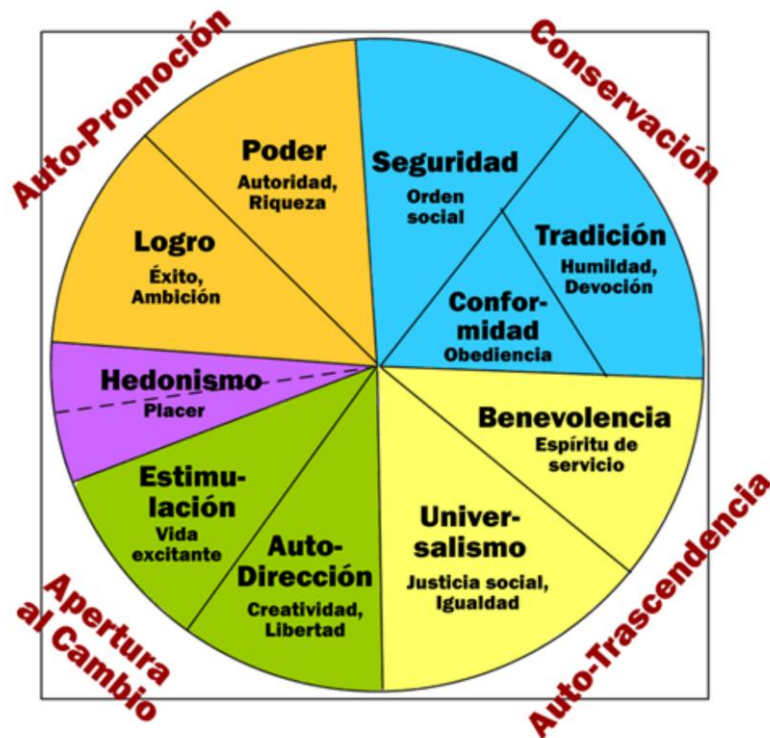 Auto-Promoción
Conservación
Poder
Autoridad,
Riqueza
Seguridad
Orden
social
Tradición
Humildad,
Devoción
Logro
Éxito,
Ambición
Confor-
midad
Obediencia
Hedonismo
Placer
Benevolencia
Espíritu de
servicio
Estimu-
lación
Vida
excitante
Auto-
Dirección
Creatividad,
Libertad
Univer-
salismo
Justicia social,
Igualdad
Apertura
al Cambio
Auto-Trascendencia